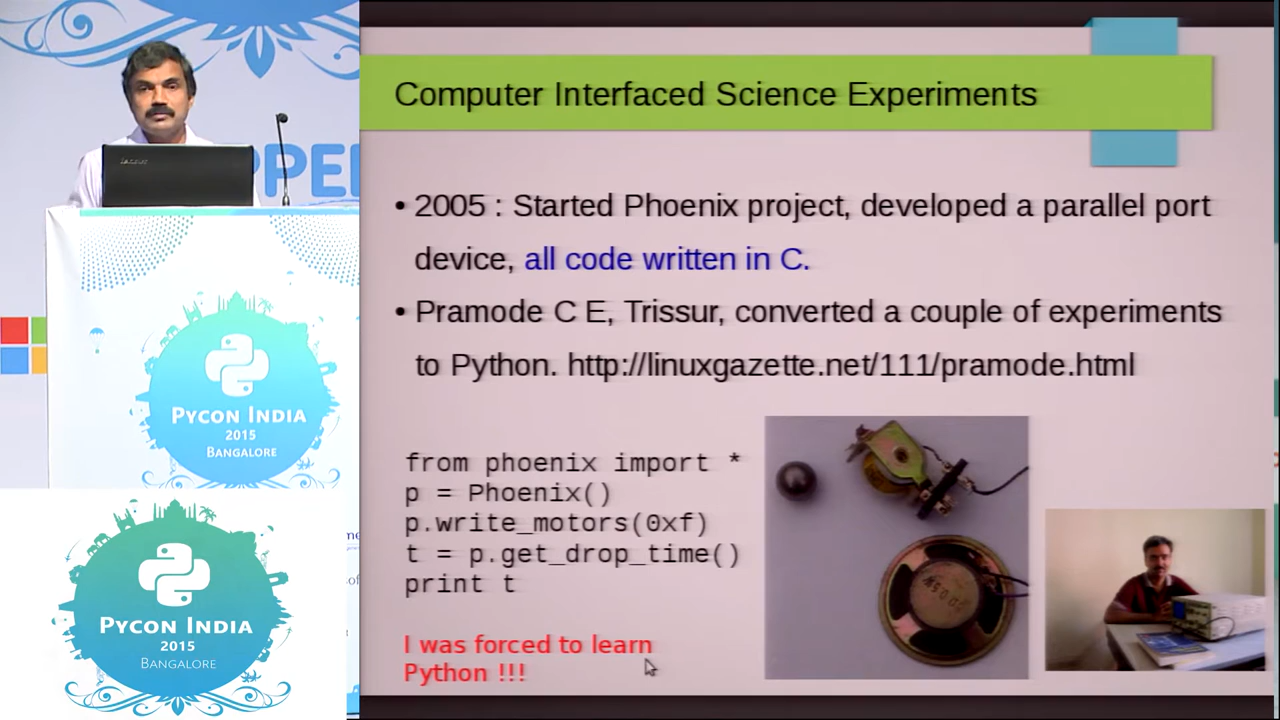 Computer Interfaced Science Experiments
• 2005 : Started Phoenix project, developed a parallel port
device, all code written in C.
• Pramode C E, Trissur, converted a couple of experiments
to Python. http://linuxgazette.net/111/pramode.html
from phoenix import *
p = Phoenix()
p.write_motors(0xf)
t = p.get_drop_time()
print t
I was forced to learn
Python !!!
PPE
lenovo
PYCON INDIA
2015
BANGALORE
PYCON INDIA
2015
BANGALORE